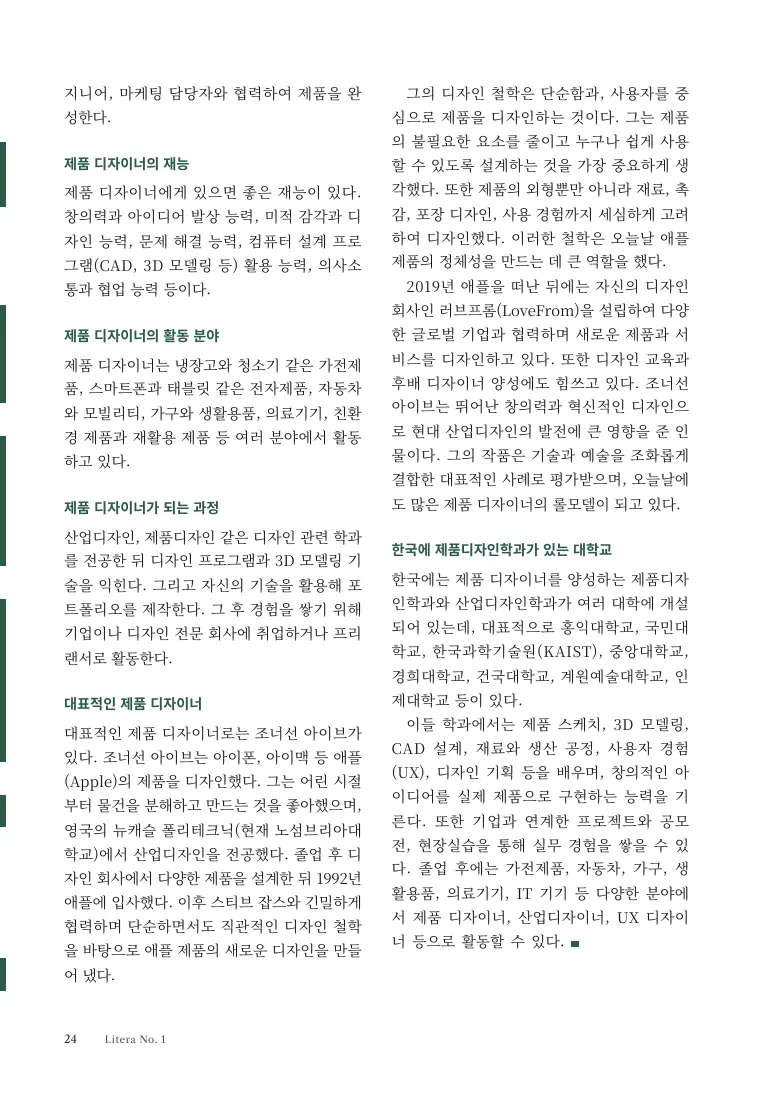 지니어, 마케팅 담당자와 협력하여 제품을 완
성한다.
제품 디자이너의 재능
제품 디자이너에게 있으면 좋은 재능이 있다.
창의력과 아이디어 발상 능력, 미적 감각과 디
자인 능력, 문제 해결 능력, 컴퓨터 설계 프로
그램(CAD, 3D 모델링 등) 활용 능력, 의사소
통과 협업 능력 등이다.
제품 디자이너의 활동 분야
제품 디자이너는 냉장고와 청소기 같은 가전제
품, 스마트폰과 태블릿 같은 전자제품, 자동차
와 모빌리티, 가구와 생활용품, 의료기기, 친환
경 제품과 재활용 제품 등 여러 분야에서 활동
하고 있다.
제품 디자이너가 되는 과정
산업디자인, 제품디자인 같은 디자인 관련 학과
를 전공한 뒤 디자인 프로그램과 3D 모델링 기
술을 익힌다. 그리고 자신의 기술을 활용해 포
트폴리오를 제작한다. 그 후 경험을 쌓기 위해
기업이나 디자인 전문 회사에 취업하거나 프리
랜서로 활동한다.
대표적인 제품 디자이너
대표적인 제품 디자이너로는 조너선 아이브가
있다. 조너선 아이브는 아이폰, 아이맥 등 애플
(Apple)의 제품을 디자인했다. 그는 어린 시절
부터 물건을 분해하고 만드는 것을 좋아했으며,
영국의 뉴캐슬 폴리테크닉(현재 노섬브리아대
학교)에서 산업디자인을 전공했다. 졸업 후 디
자인 회사에서 다양한 제품을 설계한 뒤 1992년
애플에 입사했다. 이후 스티브 잡스와 긴밀하게
협력하며 단순하면서도 직관적인 디자인 철학
을 바탕으로 애플 제품의 새로운 디자인을 만들
어 냈다.
그의 디자인 철학은 단순함과, 사용자를 중
심으로 제품을 디자인하는 것이다. 그는 제품
의 불필요한 요소를 줄이고 누구나 쉽게 사용
할 수 있도록 설계하는 것을 가장 중요하게 생
각했다. 또한 제품의 외형뿐만 아니라 재료, 촉
감, 포장 디자인, 사용 경험까지 세심하게 고려
하여 디자인했다. 이러한 철학은 오늘날 애플
제품의 정체성을 만드는 데 큰 역할을 했다.
2019년 애플을 떠난 뒤에는 자신의 디자인
회사인 러브프롬(LoveFrom)을 설립하여 다양
한 글로벌 기업과 협력하며 새로운 제품과 서
비스를 디자인하고 있다. 또한 디자인 교육과
후배 디자이너 양성에도 힘쓰고 있다. 조너선
아이브는 뛰어난 창의력과 혁신적인 디자인으
로 현대 산업디자인의 발전에 큰 영향을 준 인
물이다. 그의 작품은 기술과 예술을 조화롭게
결합한 대표적인 사례로 평가받으며, 오늘날에
도 많은 제품 디자이너의 롤모델이 되고 있다.
한국에 제품디자인학과가 있는 대학교
한국에는 제품 디자이너를 양성하는 제품디자
인학과와 산업디자인학과가 여러 대학에 개설
되어 있는데, 대표적으로 홍익대학교, 국민대
학교, 한국과학기술원(KAIST), 중앙대학교,
경희대학교, 건국대학교, 계원예술대학교, 인
제대학교 등이 있다.
이들 학과에서는 제품 스케치, 3D 모델링,
CAD 설계, 재료와 생산 공정, 사용자 경험
(UX), 디자인 기획 등을 배우며, 창의적인 아
이디어를 실제 제품으로 구현하는 능력을 기
른다. 또한 기업과 연계한 프로젝트와 공모
전, 현장실습을 통해 실무 경험을 쌓을 수 있
다. 졸업 후에는 가전제품, 자동차, 가구, 생
활용품, 의료기기, IT 기기 등 다양한 분야에
서 제품 디자이너, 산업디자이너, UX 디자이
너 등으로 활동할 수 있다.
24 Litera No. 1